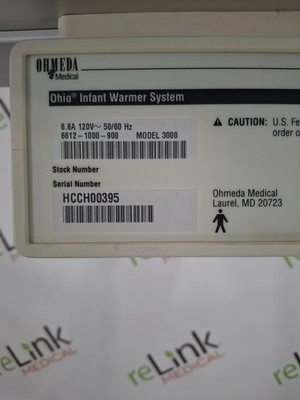 OHMEDA
Medical
Ohio® Infant Warmer System
6.6A 120V~ 50/60 Hz
6612-1000-900 MODEL 3000
Stock Number
Serial Number
HCCH00395
CAUTION: U.S. Fe
order o
Ohmeda Medical
Laurel, MD 20723
reLink
MEDICAL
reLink
MEDICAL
reLink